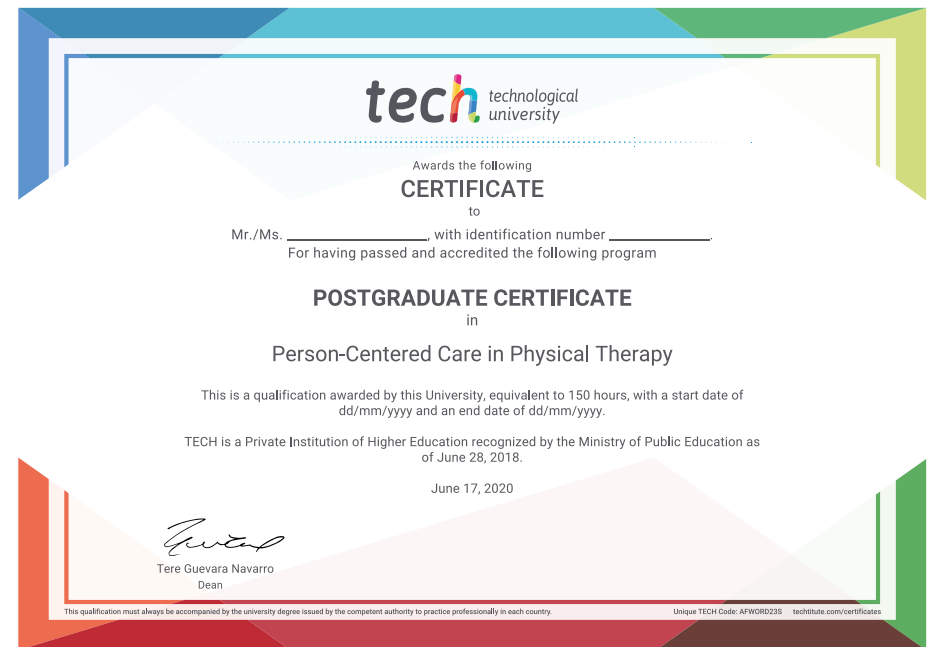 tech technological
university
Awards the following
CERTIFICATE
to
Mr./Ms. ____________________, with identification number ______________.
For having passed and accredited the following program
POSTGRADUATE CERTIFICATE
in
Person-Centered Care in Physical Therapy
This is a qualification awarded by this University, equivalent to 150 hours, with a start date of
dd/mm/yyyy and an end date of dd/mm/yyyy.
TECH is a Private Institution of Higher Education recognized by the Ministry of Public Education as
of June 28, 2018.
June 17, 2020
Tere Guevara Navarro
Dean
This qualification must always be accompanied by the university degree issued by the competent authority to practice professionally in each country.
Unique TECH Code: AFWORD23S techtitute.com/certificates